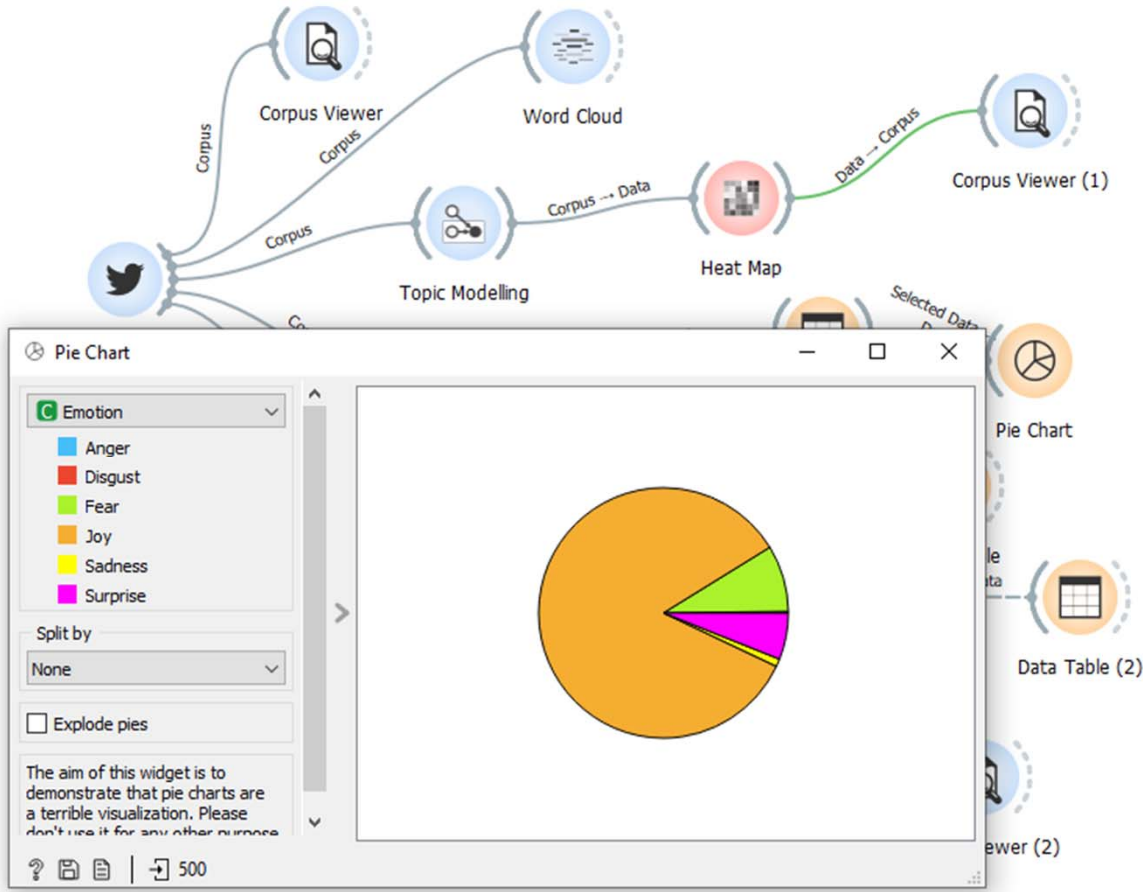 Corpus Viewer
Word Cloud
Corpus
Corpus
Data → Corpus
Corpus Viewer (1)
Corpus → Data
Corpus
Topic Modelling
Heat Map
Selected Data
Pie Chart
Emotion
Anger
Disgust
Fear
Joy
Sadness
Surprise
Split by
None
Explode pies
The aim of this widget is to
demonstrate that pie charts are
a terrible visualization. Please
don't use it for any other purpose
500
Pie Chart
Data Table (2)
ewer (2)